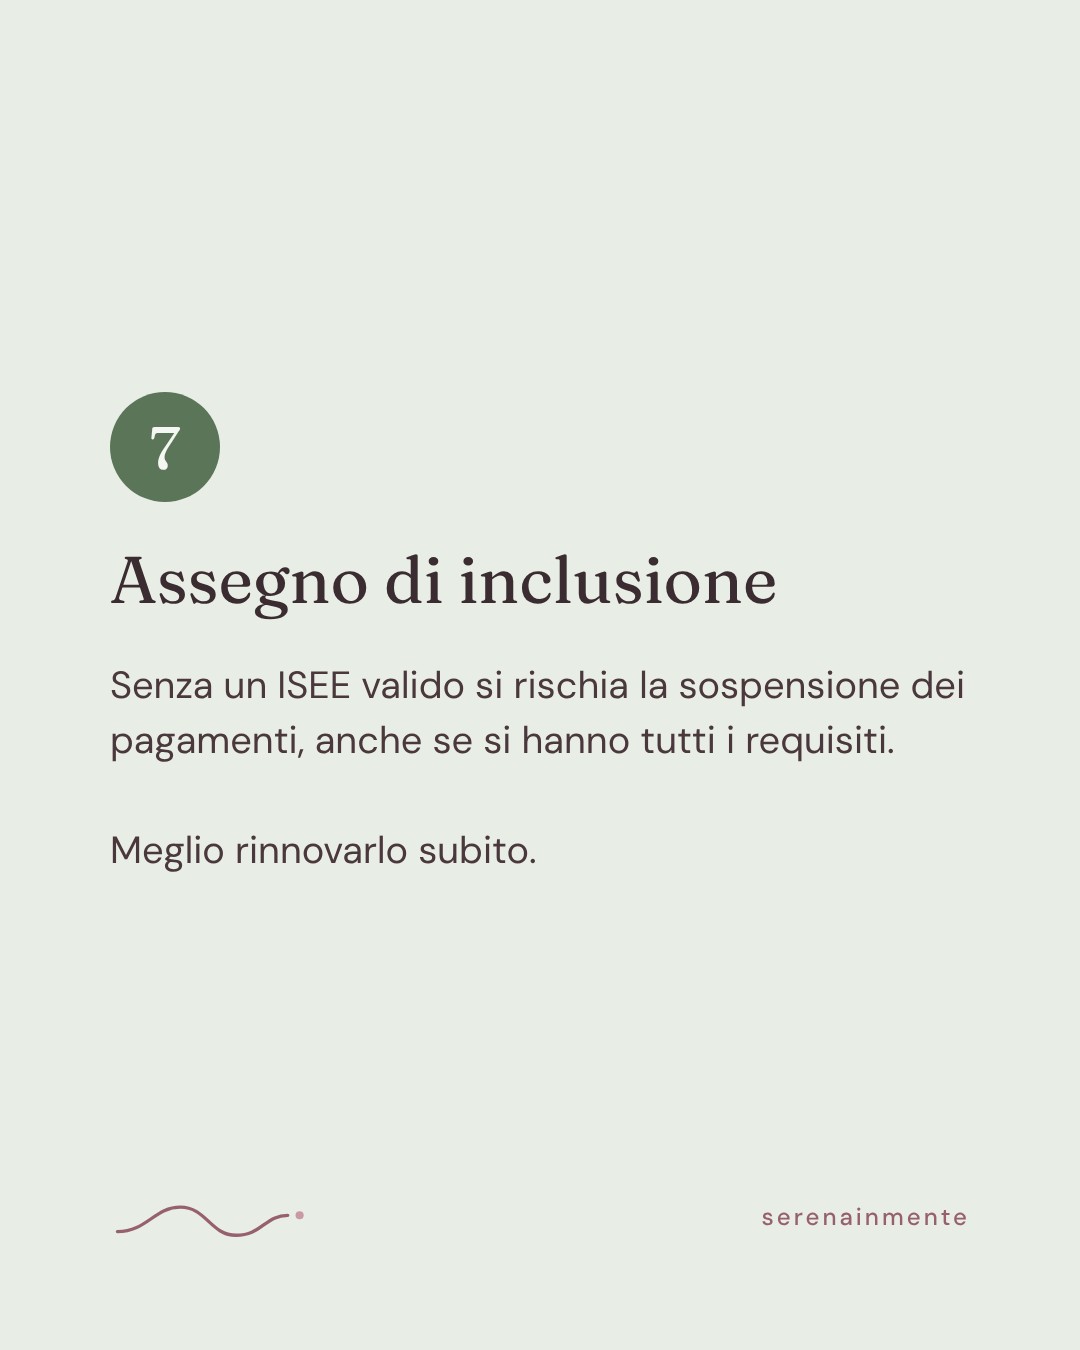 7
Assegno di inclusione
Senza un ISEE valido si rischia la sospensione dei
pagamenti, anche se si hanno tutti i requisiti.
Meglio rinnovarlo subito.
serenainmente